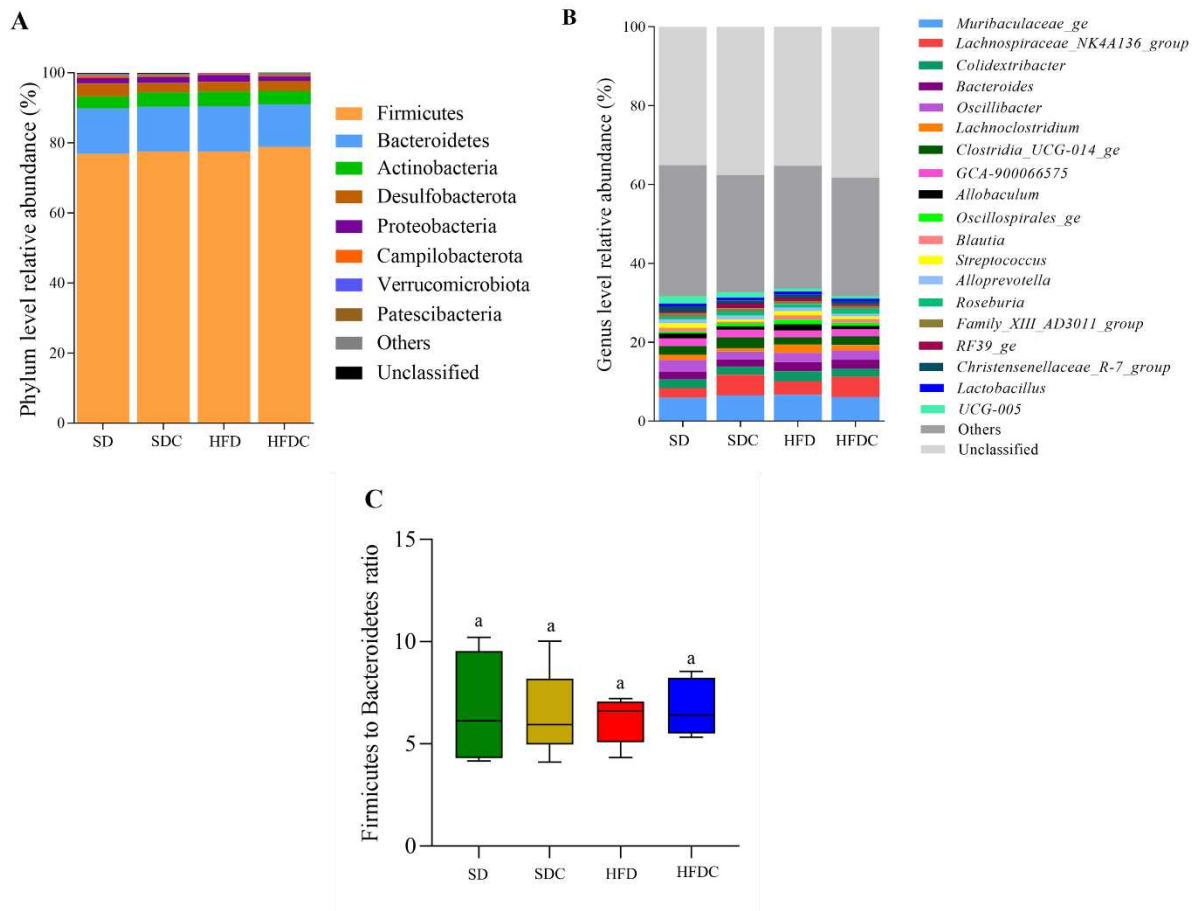 A
Phylum level relative abundance (%)
100
80
60
40
20
0
SD SDC HFD HFDC
Firmicutes
Bacteroidetes
Actinobacteria
Desulfobacterota
Proteobacteria
Campilobacterota
Verrucomicrobiota
Patescibacteria
Others
Unclassified
B
Genus level relative abundance (%)
100
80
60
40
20
0
SD SDC HFD HFDC
Muribaculaceae_ge
Lachnospiraceae_NK4A136_group
Colidextribacter
Bacteroides
Oscillibacter
Lachnoclostridium
Clostridia_UCG-014_ge
GCA-900066575
Allobaculum
Oscillospirales_ge
Blautia
Streptococcus
Alloprevotella
Roseburia
Family_XIII_AD3011_group
RF39_ge
Christensenellaceae_R-7_group
Lactobacillus
UCG-005
Others
Unclassified
C
Firmicutes to Bacteroidetes ratio
15
10
5
0
a a a a
SD SDC HFD HFDC